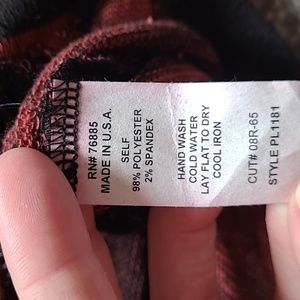 RN# 76885
MADE IN U.S.A.
SELF
98% POLYESTER
2% SPANDEX
HAND WASH
COLD WATER
LAY FLAT TO DRY
COOL IRON
CUT# 08R-65
STYLE PL1181